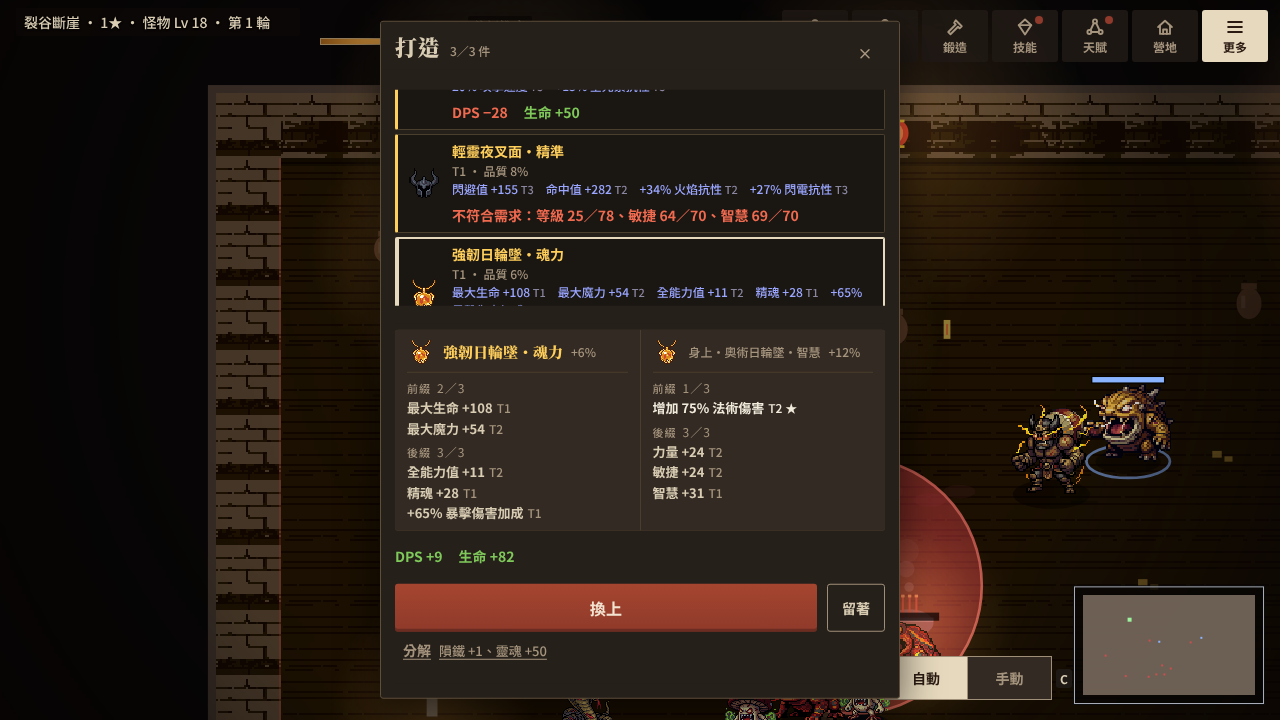 裂谷斷崖 · 1★ · 怪物 Lv 18 · 第 1 輪
鍛造
技能
天賦
營地
更多
打造 3／3 件
×
DPS −28 生命 +50
輕靈夜叉面·精準
T1 · 品質 8%
閃避值 +155 T3 命中值 +282 T2 +34% 火焰抗性 T2 +27% 閃電抗性 T3
不符合需求：等級 25／78、敏捷 64／70、智慧 69／70
強韌日輪墜·魂力
T1 · 品質 6%
最大生命 +108 T1 最大魔力 +54 T2 全能力值 +11 T2 精魂 +28 T1 +65%
強韌日輪墜·魂力 +6%
前綴 2／3
最大生命 +108 T1
最大魔力 +54 T2
後綴 3／3
全能力值 +11 T2
精魂 +28 T1
+65% 暴擊傷害加成 T1
身上·奧術日輪墜·智慧 +12%
前綴 1／3
增加 75% 法術傷害 T2 ★
後綴 3／3
力量 +24 T2
敏捷 +24 T2
智慧 +31 T1
DPS +9 生命 +82
換上
留著
分解 隕鐵 +1、靈魂 +50
自動
手動
C